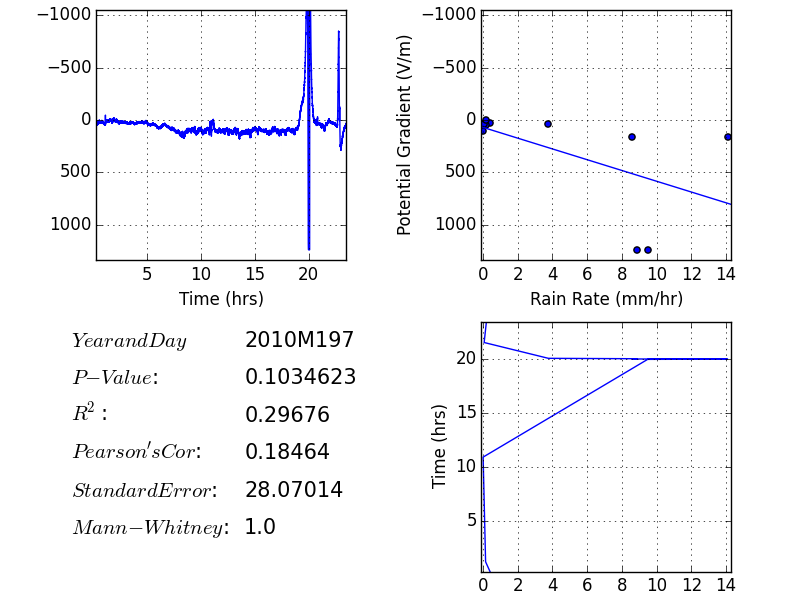 −1000
−500
0
500
1000
5 10 15 20
Time (hrs)
Potential Gradient (V/m)
−1000
−500
0
500
1000
0 2 4 6 8 10 12 14
Rain Rate (mm/hr)
YearandDay 2010M197
P−Value: 0.1034623
R²: 0.29676
Pearson′sCor: 0.18464
StandardError: 28.07014
Mann−Whitney: 1.0
Time (hrs)
20
15
10
5
0 2 4 6 8 10 12 14